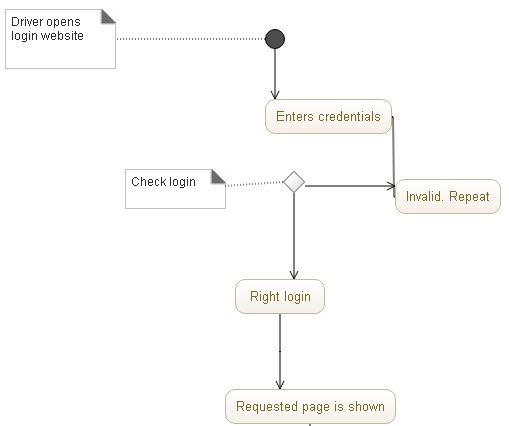 Driver opens
login website
Enters credentials
Check login
Invalid. Repeat
Right login
Requested page is shown